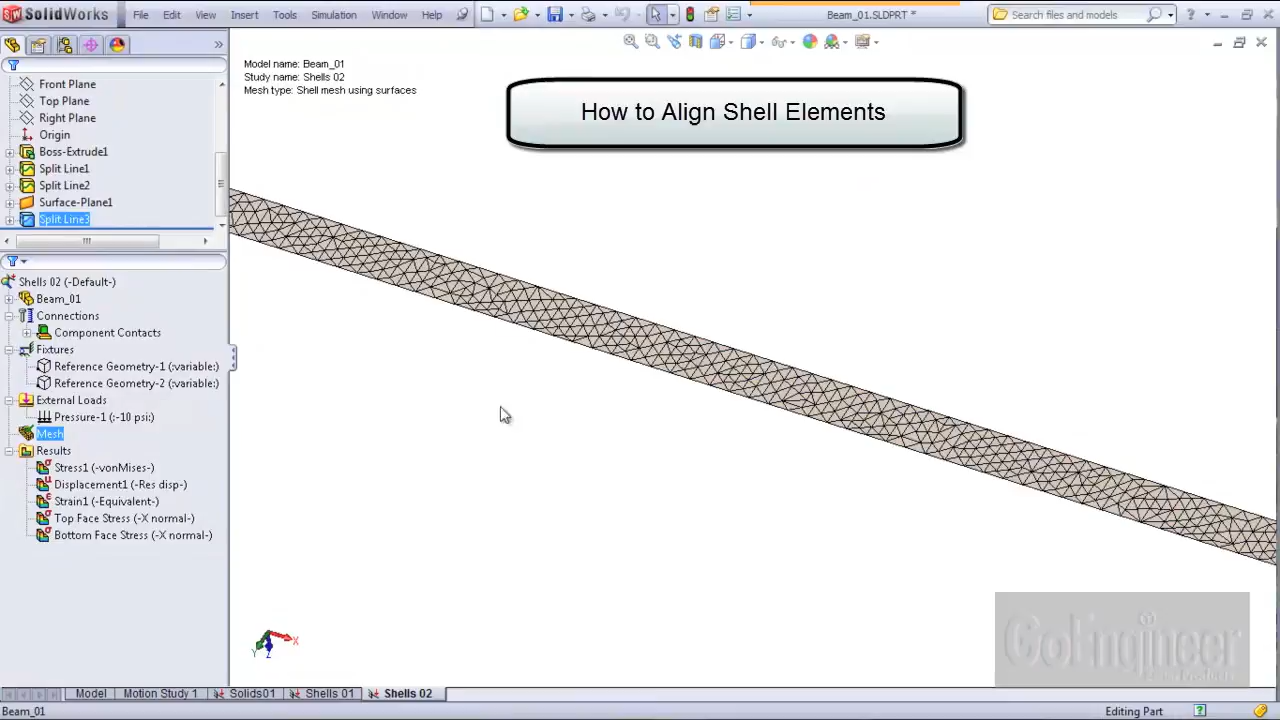 SolidWorks
File Edit View Insert Tools Simulation Window Help
Beam_01.SLDPRT *
Search files and models
Model name: Beam_01
Study name: Shells 02
Mesh type: Shell mesh using surfaces
How to Align Shell Elements
Front Plane
Top Plane
Right Plane
Origin
Boss-Extrude1
Split Line1
Split Line2
Surface-Plane1
Split Line3
Shells 02 (-Default-)
Beam_01
Connections
Component Contacts
Fixtures
Reference Geometry-1 (:variable:)
Reference Geometry-2 (:variable:)
External Loads
Pressure-1 (:-10 psi:)
Mesh
Results
Stress1 (-vonMises-)
Displacement1 (-Res disp-)
Strain1 (-Equivalent-)
Top Face Stress (-X normal-)
Bottom Face Stress (-X normal-)
X
Y
Z
GoEngineer
Model Motion Study 1 Solids01 Shells 01 Shells 02
Beam_01
Editing Part